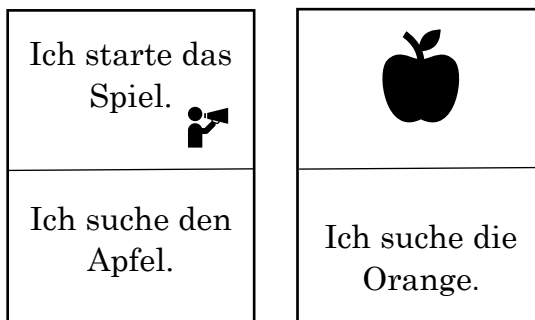 Ich starte das
Spiel.
Ich suche den
Apfel.
Ich suche die
Orange.